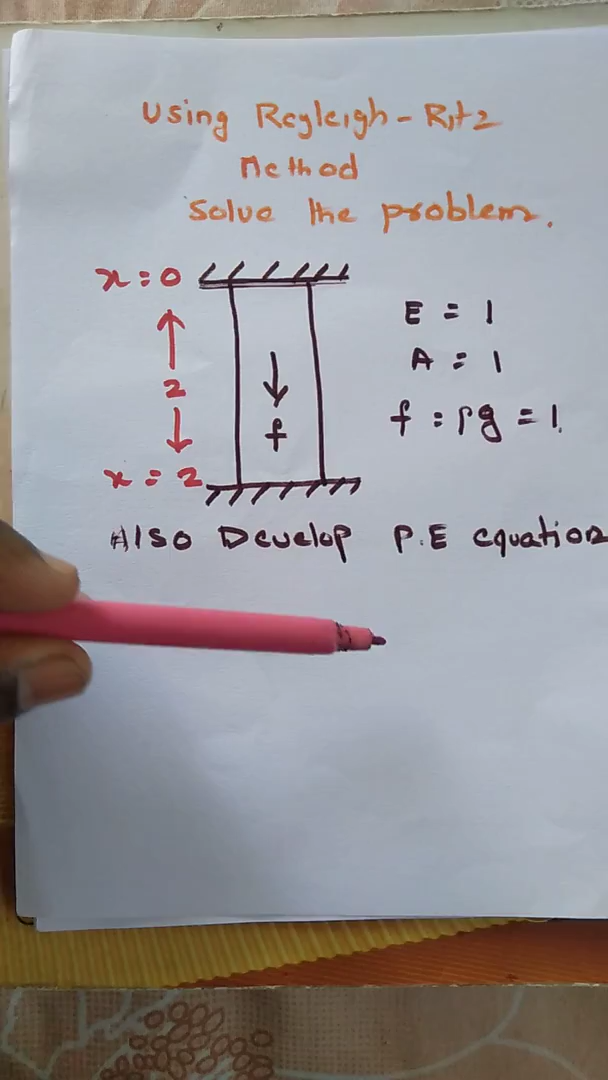 Using Reyleigh-Ritz
Method
Solve the problem.
x = 0
2
x = 2
f
E = 1
A = 1
f = ρg = 1.
Also Develop P.E equation